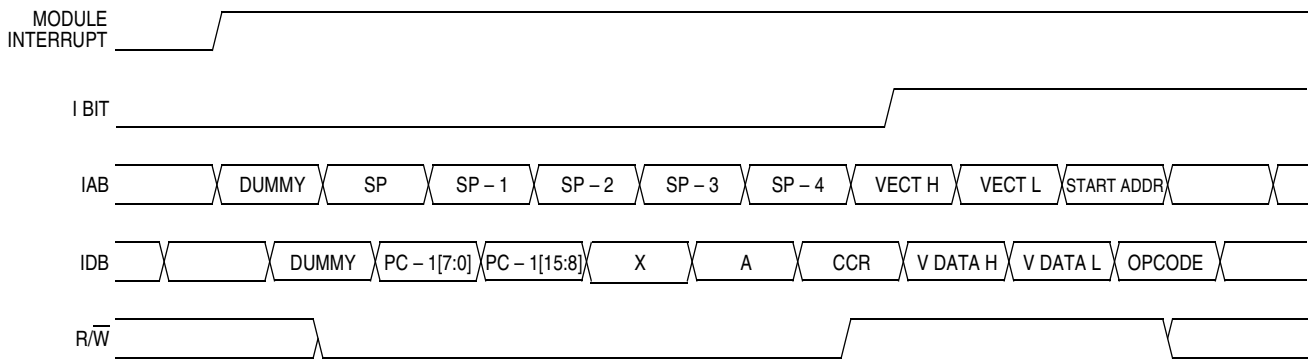 MODULE
INTERRUPT
I BIT
IAB DUMMY SP SP – 1 SP – 2 SP – 3 SP – 4 VECT H VECT L START ADDR
IDB DUMMY PC – 1[7:0] PC – 1[15:8] X A CCR V DATA H V DATA L OPCODE
R/W̅